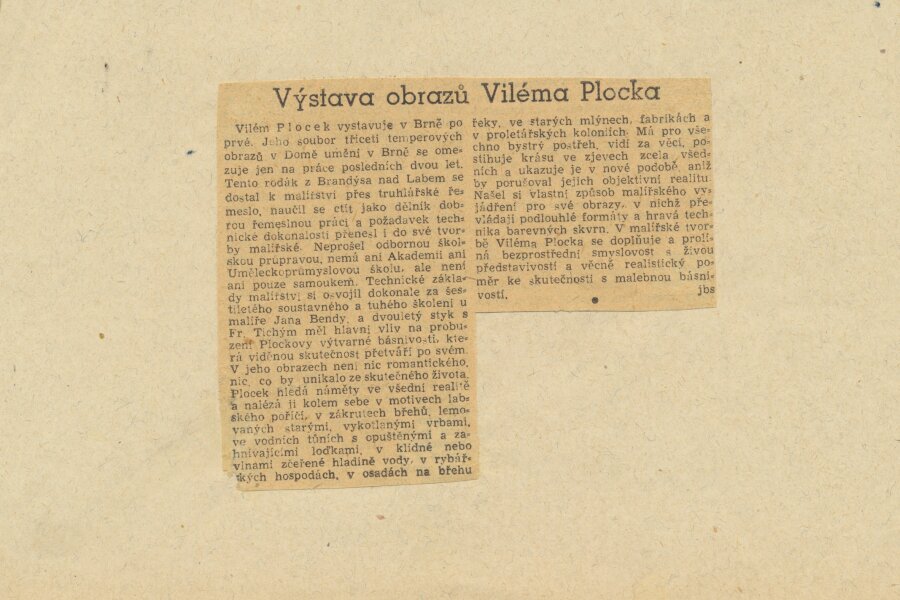 Výstava obrazů Viléma Plocka
Vilém Plocek vystavuje v Brně po
prvé. Jeho soubor třiceti temperových
obrazů v Domě umění v Brně se ome-
zuje jen na práce posledních dvou let.
Tento rodák z Brandýsa nad Labem se
dostal k malířství přes truhlářské ře-
meslo, naučil se ctít jako dělník dob-
rou řemeslnou práci a požadavek tech-
nické dokonalosti přenesl i do své tvor-
by malířské. Neprošel odbornou škol-
skou průpravou, nemá ani Akademii ani
Uměleckoprůmyslovou školu, ale není
ani pouze samoukem. Technické zákla-
dy malířství si osvojil dokonale za šes-
tiletého soustavného a tuhého školení u
malíře Jana Bendy, a dvouletý styk s
Fr. Tichým měl hlavní vliv na probu-
zení Plockovy výtvarné básnivosti, kte-
rá viděnou skutečnost přetváří po svém.
V jeho obrazech není nic romantického,
nic, co by unikalo ze skutečného života.
Plocek hledá náměty ve všední realitě
a nalézá ji kolem sebe v motivech lab-
ského poříčí, v zákrutech břehů, lemo-
vaných starými, vykotlanými vrbami,
ve vodních tůních s opuštěnými a za-
hnívajícími loďkami, v klidné nebo
vlnami zčeřené hladině vody, v rybář-
ských hospodách, v osadách na břehu
řeky, ve starých mlýnech, fabrikách a
v proletářských koloniích. Má pro vše-
chno bystrý postřeh, vidí za věci, po-
stihuje krásu ve zjevech zcela všed-
ních a ukazuje je v nové podobě aniž
by porušoval jejich objektivní realitu.
Našel si vlastní způsob malířského vy-
jádření pro své obrazy, v nichž pře-
vládají podlouhlé formáty a hravá tech-
nika barevných skvrn. V malířské tvor-
bě Viléma Plocka se doplňuje a prolí-
ná bezprostřední smyslovost s živou
představivostí a věcně realistický po-
měr ke skutečnosti s malebnou básni-
vostí. jbs